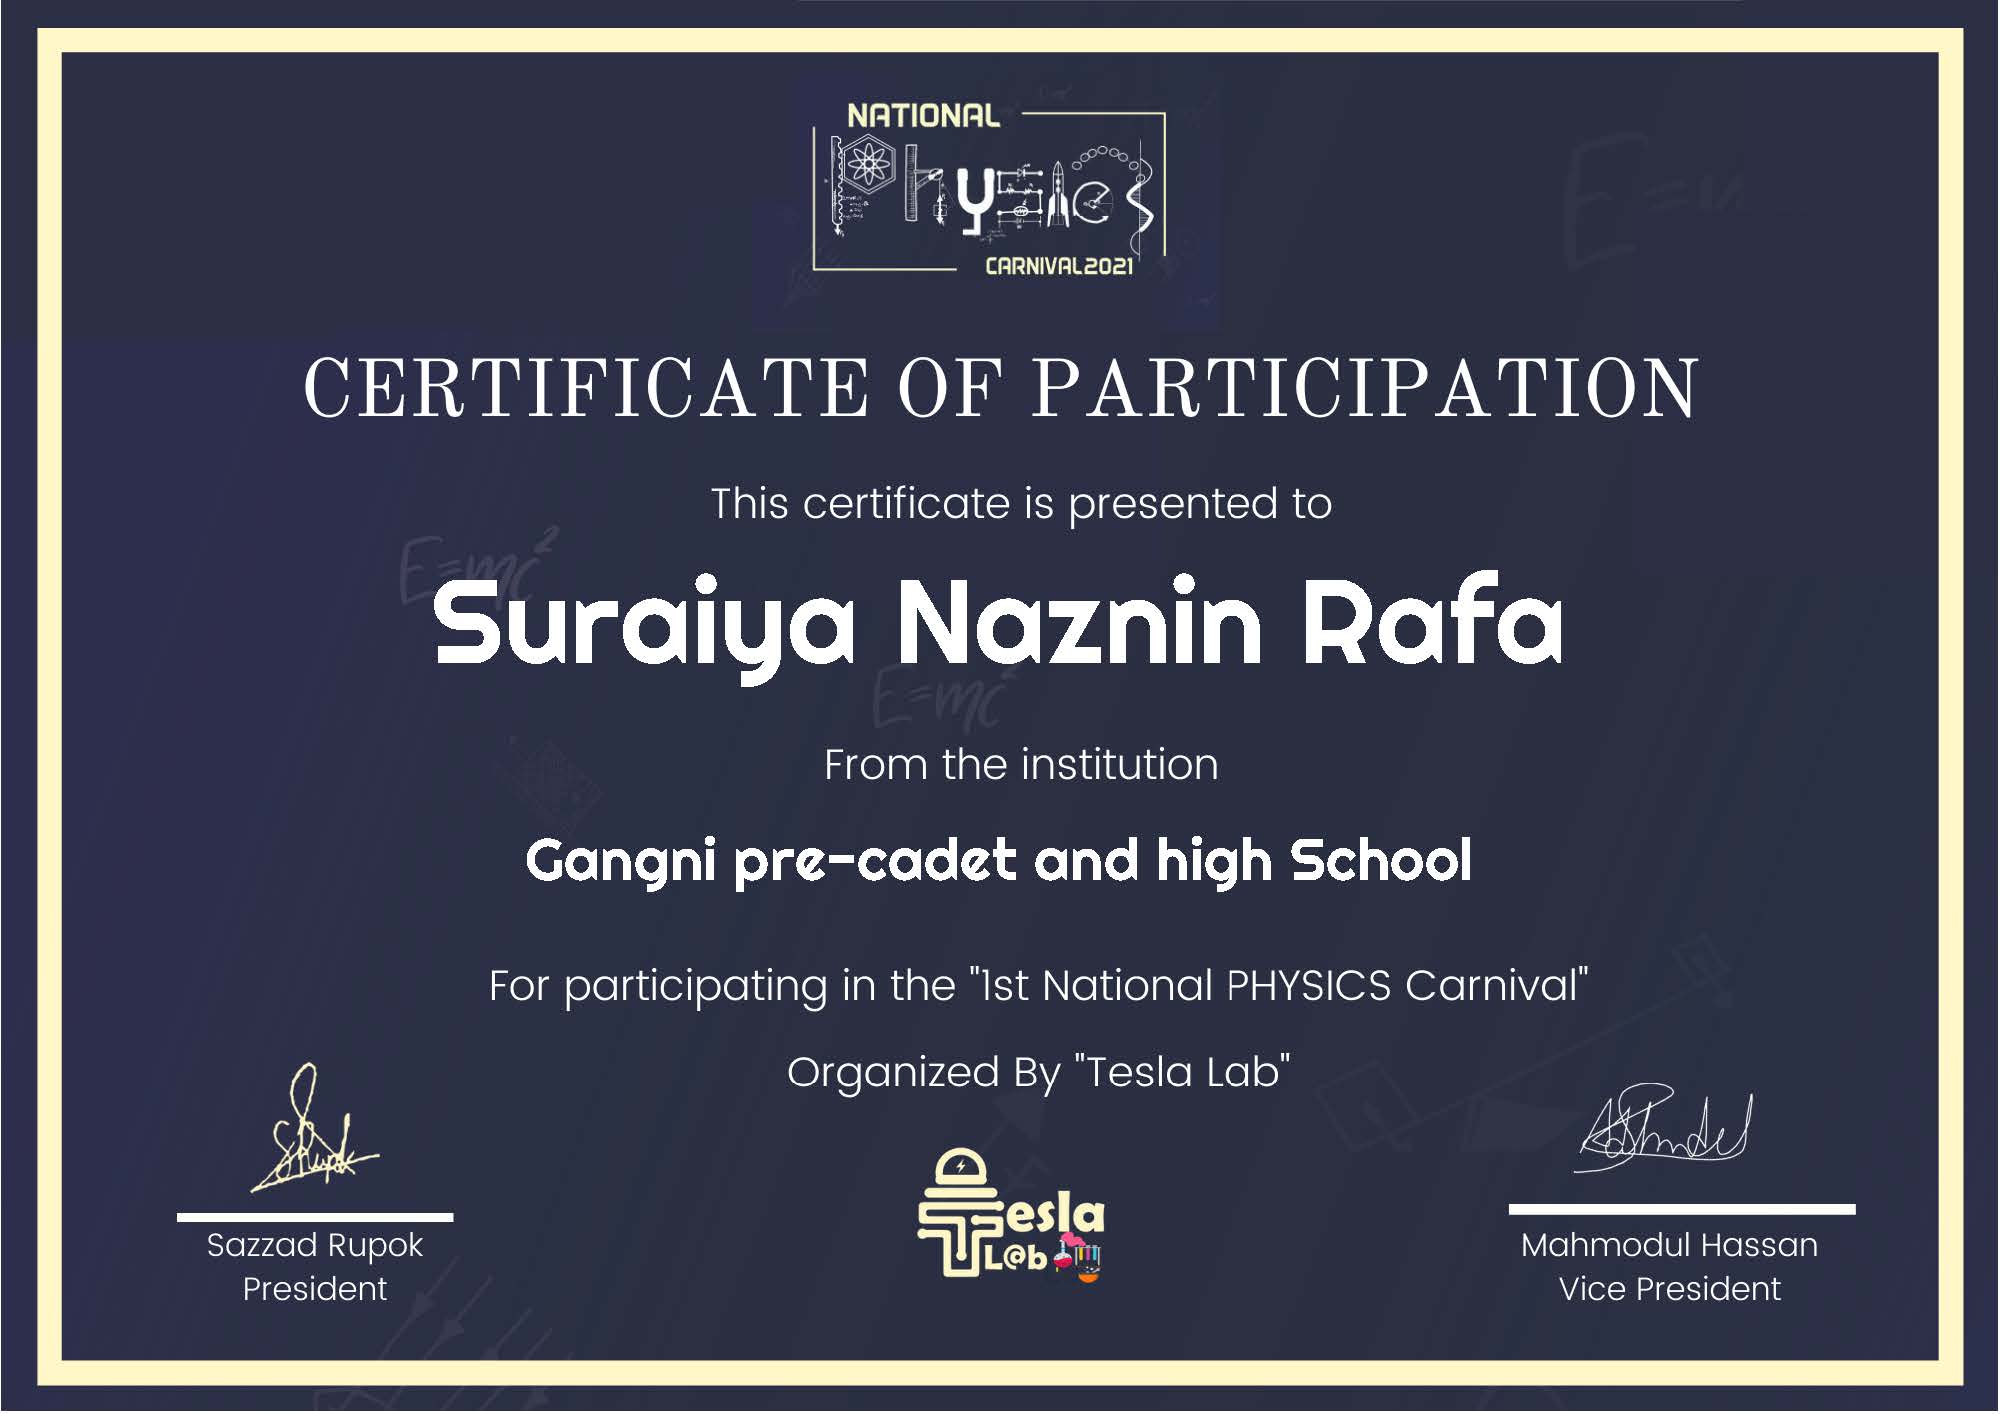 NATIONAL
Physics
CARNIVAL2021
CERTIFICATE OF PARTICIPATION
This certificate is presented to
E=mc²
Suraiya Naznin Rafa
E=mc²
From the institution
Gangni pre-cadet and high School
For participating in the "1st National PHYSICS Carnival"
Organized By "Tesla Lab"
Tesla
L@b
Sazzad Rupok
President
Mahmodul Hassan
Vice President